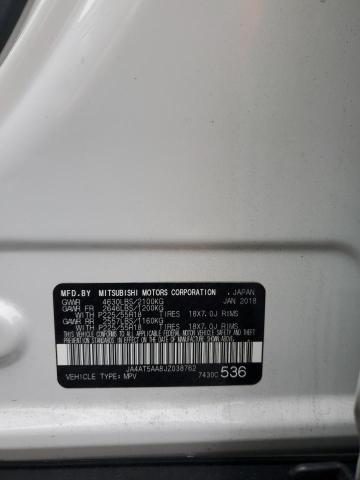 MFD.BY MITSUBISHI MOTORS CORPORATION , JAPAN
GVWR 4630LBS/2100KG JAN 2018
GAWR FR 2646LBS/1200KG
WITH P225/55R18 TIRES 18X7.0J RIMS
GAWR RR 2557LBS/1160KG
WITH P225/55R18 TIRES 18X7.0J RIMS
JA4AT5AA8JZ038762
VEHICLE TYPE: MPV 7430C 536